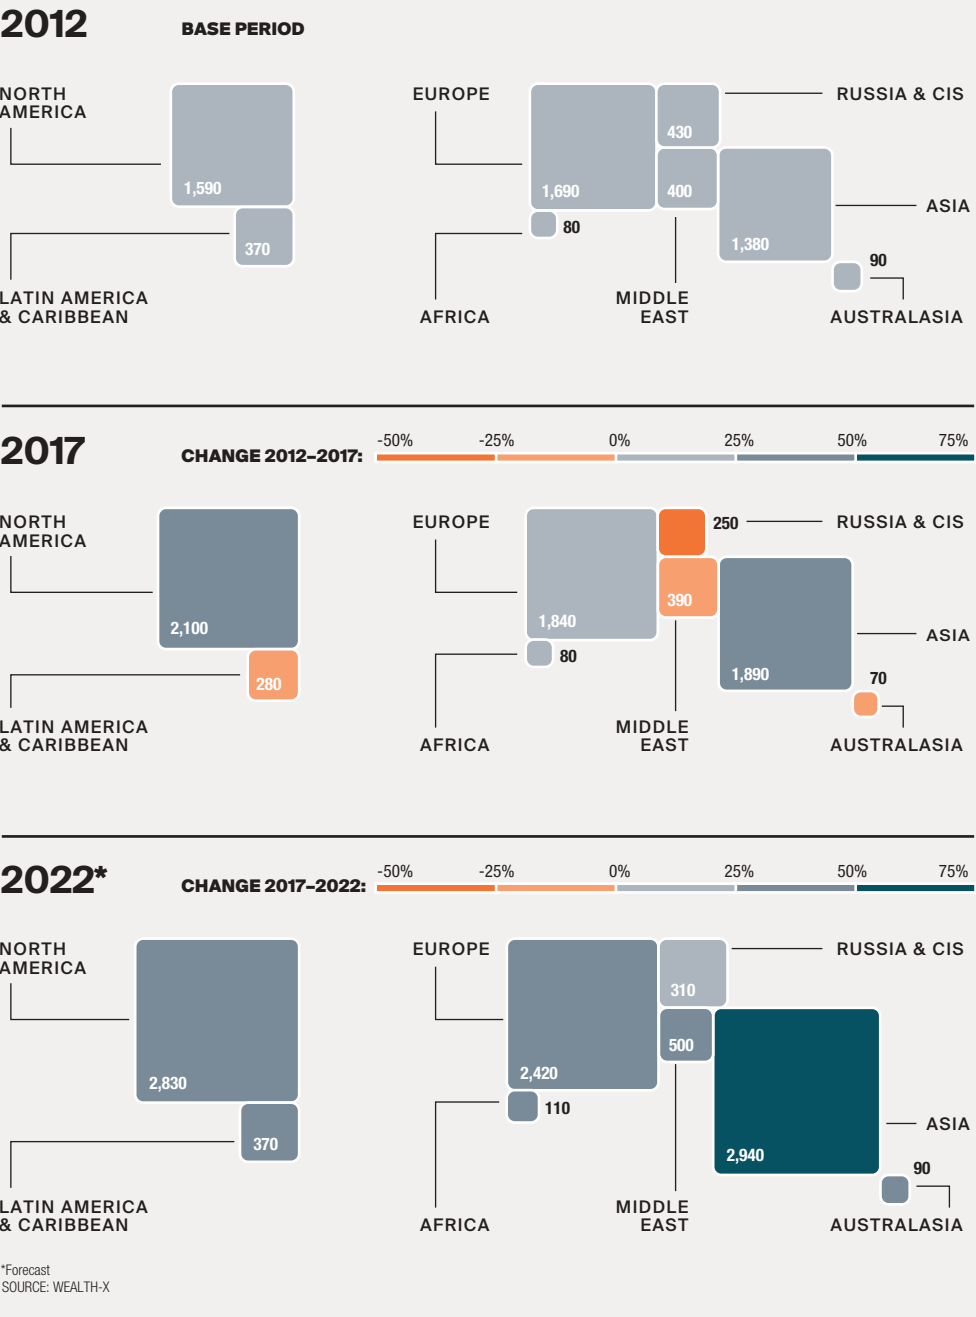 2012 BASE PERIOD
NORTH
AMERICA
1,590
370
LATIN AMERICA
& CARIBBEAN
EUROPE
RUSSIA & CIS
430
1,690
400
80
ASIA
1,380
90
AFRICA
MIDDLE
EAST
AUSTRALASIA
2017 CHANGE 2012–2017: -50% -25% 0% 25% 50% 75%
NORTH
AMERICA
2,100
280
LATIN AMERICA
& CARIBBEAN
EUROPE
250
RUSSIA & CIS
390
1,840
80
ASIA
1,890
70
AFRICA
MIDDLE
EAST
AUSTRALASIA
2022* CHANGE 2017–2022: -50% -25% 0% 25% 50% 75%
NORTH
AMERICA
2,830
370
LATIN AMERICA
& CARIBBEAN
EUROPE
RUSSIA & CIS
310
500
2,420
110
ASIA
2,940
90
AFRICA
MIDDLE
EAST
AUSTRALASIA
*Forecast
SOURCE: WEALTH-X